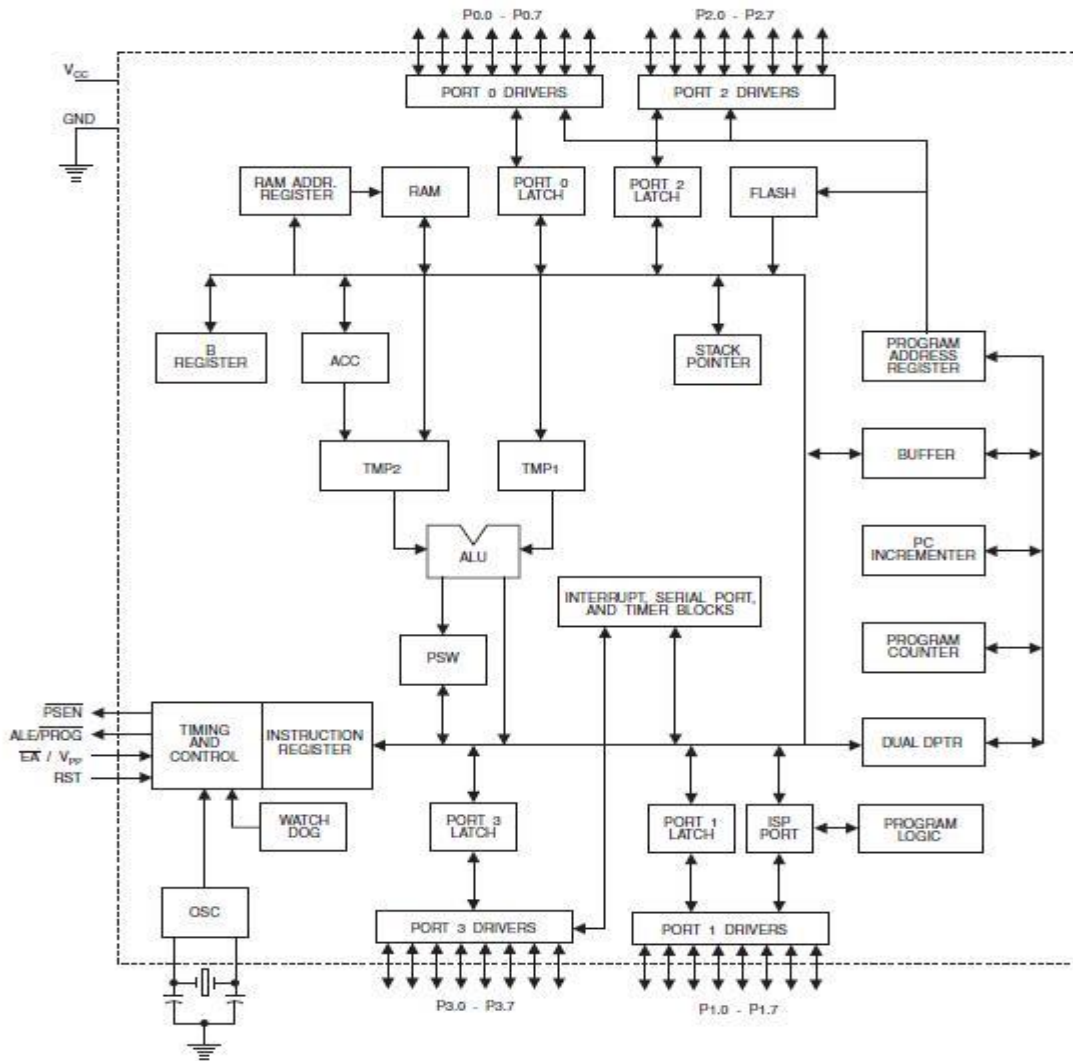 P0.0 - P0.7
P2.0 - P2.7
VCC
PORT 0 DRIVERS
PORT 2 DRIVERS
GND
RAM ADDR.
REGISTER
RAM
PORT 0
LATCH
PORT 2
LATCH
FLASH
B
REGISTER
ACC
STACK
POINTER
PROGRAM
ADDRESS
REGISTER
BUFFER
TMP2
TMP1
ALU
PC
INCREMENTER
INTERRUPT, SERIAL PORT,
AND TIMER BLOCKS
PROGRAM
COUNTER
PSW
PSEN
ALE/PROG
EA / VPP
RST
TIMING
AND
CONTROL
INSTRUCTION
REGISTER
DUAL DPTR
WATCH
DOG
PORT 3
LATCH
PORT 1
LATCH
ISP
PORT
PROGRAM
LOGIC
OSC
PORT 3 DRIVERS
PORT 1 DRIVERS
P3.0 - P3.7
P1.0 - P1.7